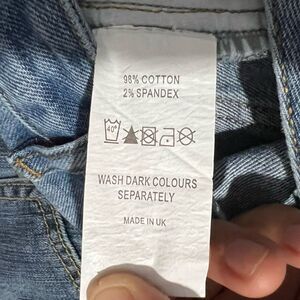 98% COTTON
2% SPANDEX
40°
WASH DARK COLOURS
SEPARATELY
MADE IN UK